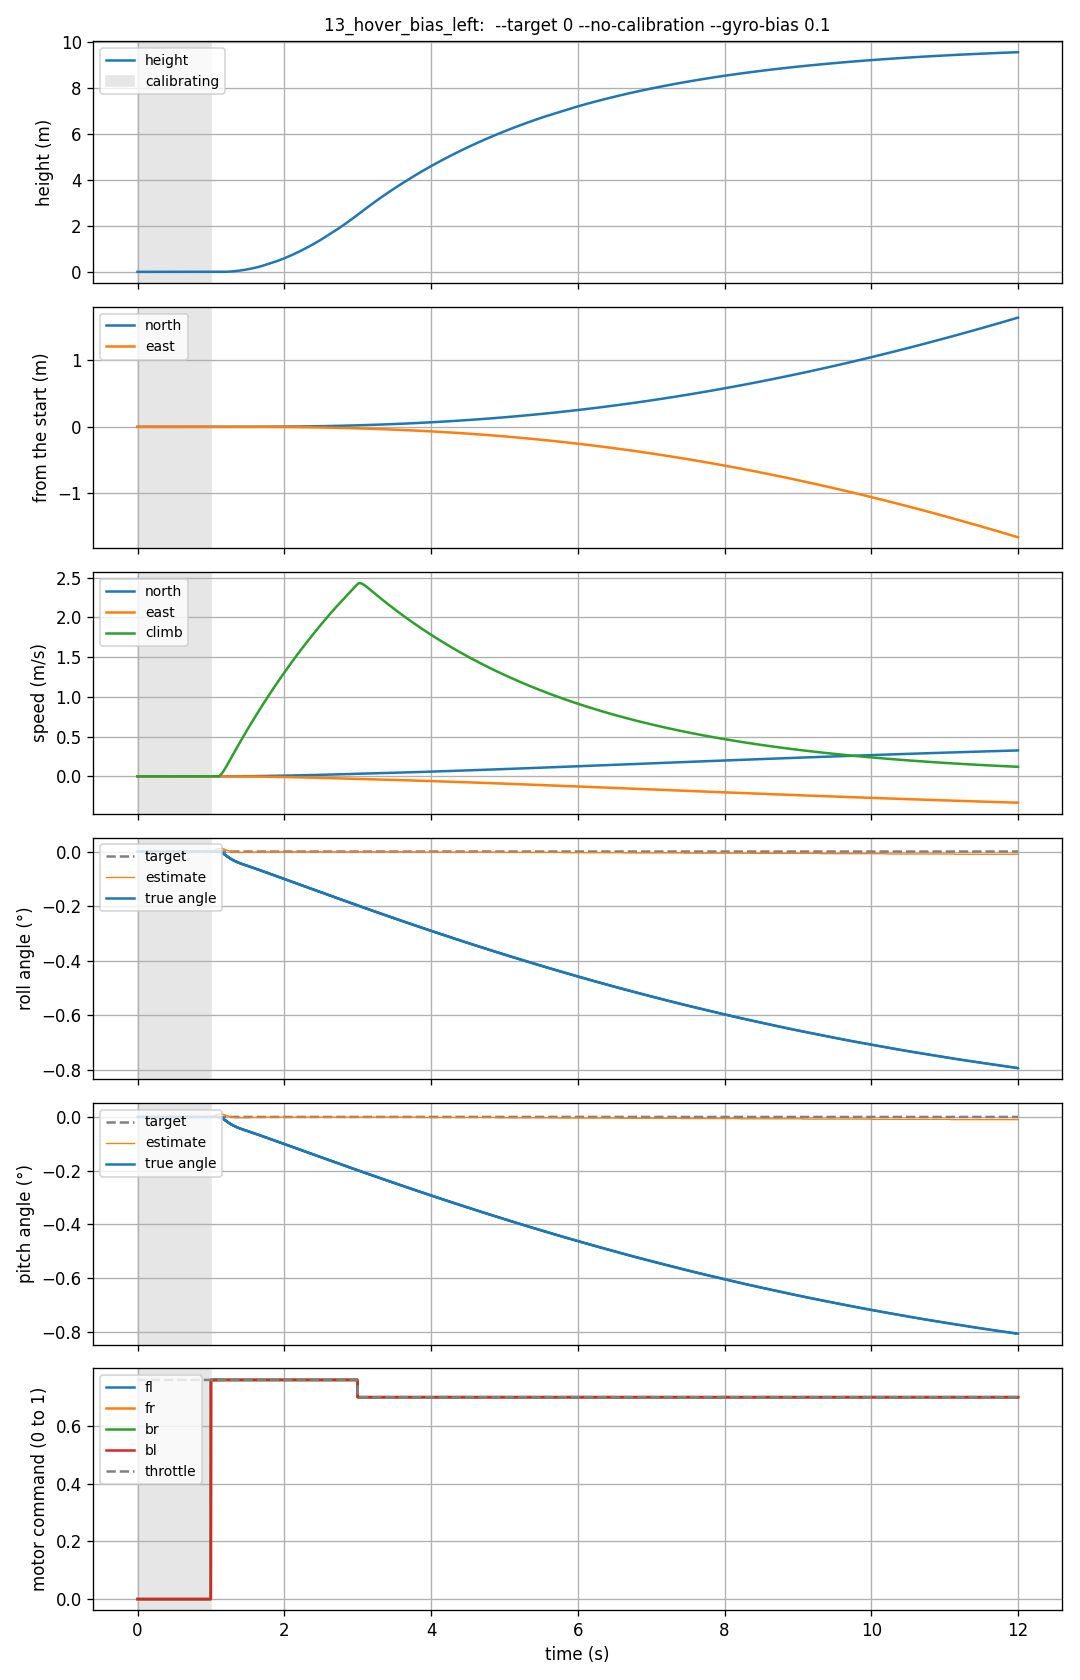 13_hover_bias_left:  --target 0 --no-calibration --gyro-bias 0.1
height (m)
10
8
6
4
2
0
height
calibrating
from the start (m)
1
0
−1
north
east
speed (m/s)
2.5
2.0
1.5
1.0
0.5
0.0
north
east
climb
roll angle (°)
0.0
−0.2
−0.4
−0.6
−0.8
target
estimate
true angle
pitch angle (°)
0.0
−0.2
−0.4
−0.6
−0.8
target
estimate
true angle
motor command (0 to 1)
0.6
0.4
0.2
0.0
fl
fr
br
bl
throttle
0 2 4 6 8 10 12
time (s)